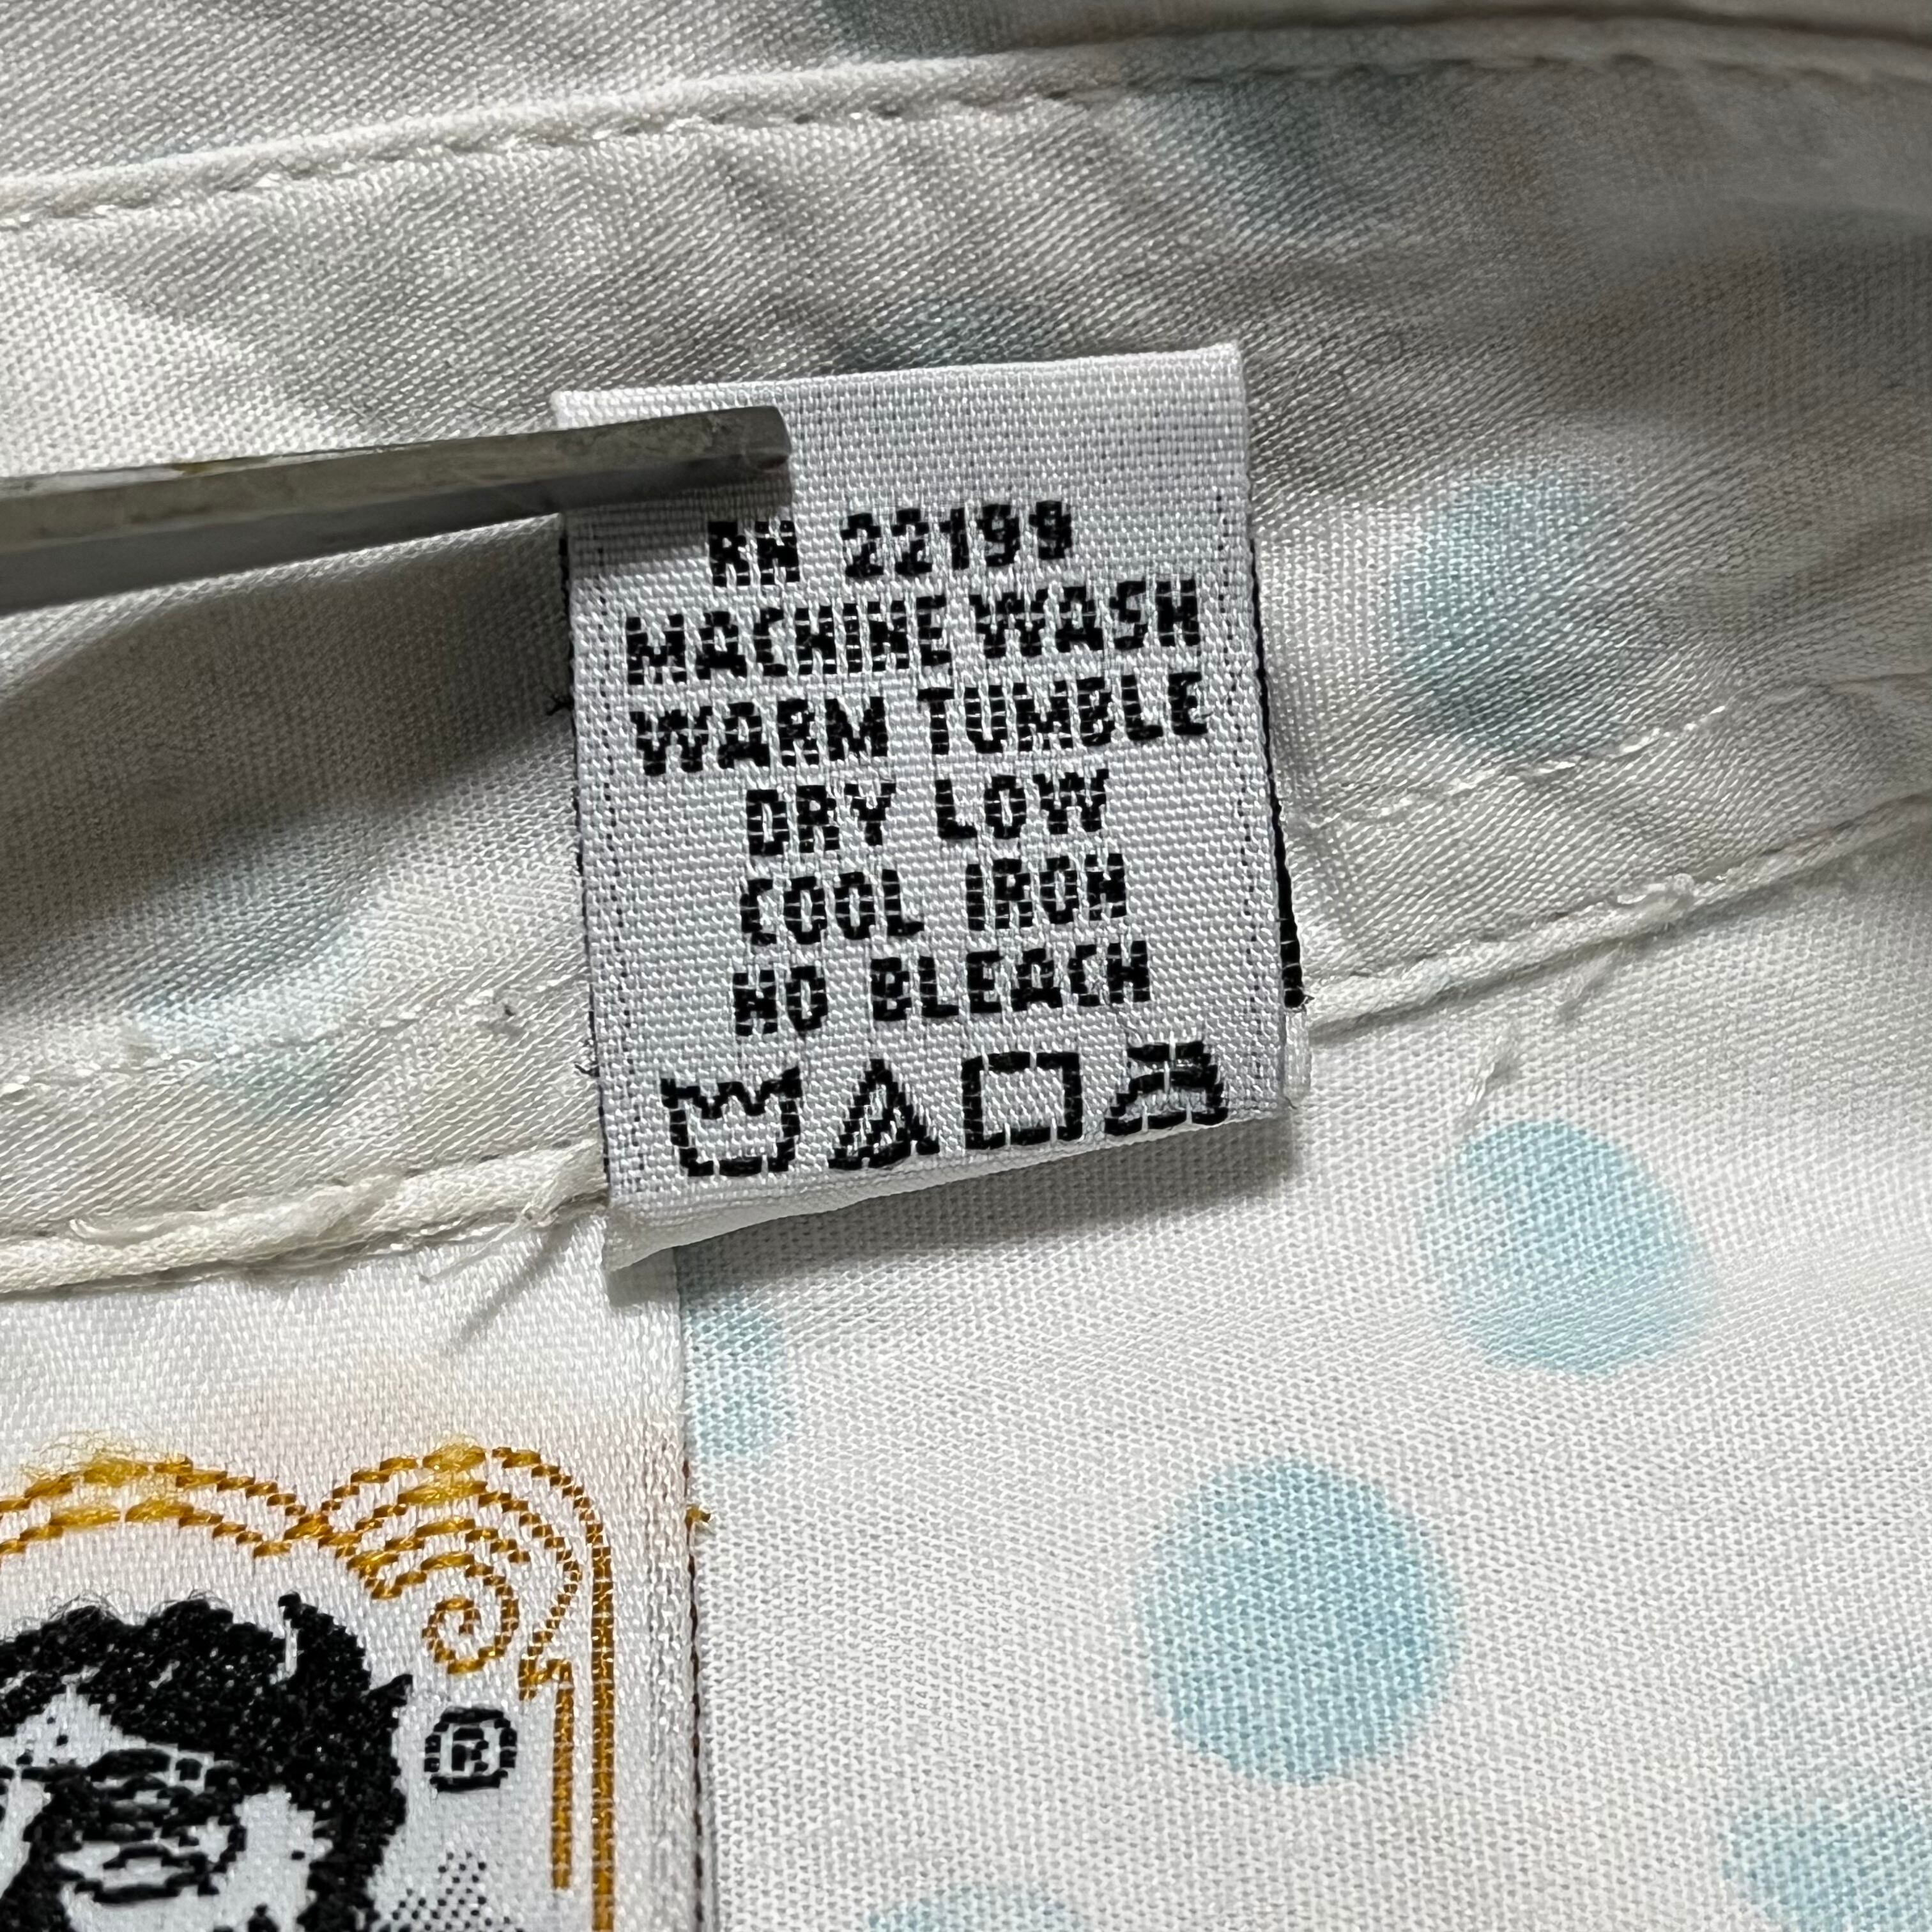 RN 22199
MACHINE WASH
WARM TUMBLE
DRY LOW
COOL IRON
NO BLEACH
®